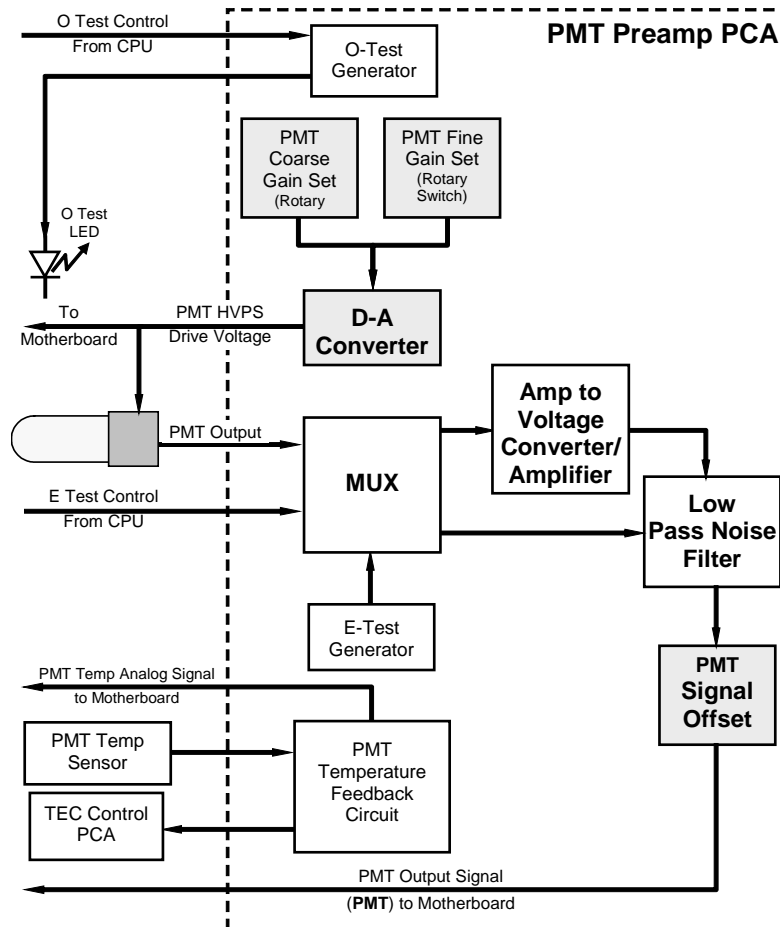 O Test Control
From CPU
PMT Preamp PCA
O-Test
Generator
PMT
Coarse
Gain Set
(Rotary
PMT Fine
Gain Set
(Rotary
Switch)
O Test
LED
To
Motherboard
PMT HVPS
Drive Voltage
D-A
Converter
PMT Output
MUX
Amp to
Voltage
Converter/
Amplifier
E Test Control
From CPU
Low
Pass Noise
Filter
E-Test
Generator
PMT Temp Analog Signal
to Motherboard
PMT
Signal
Offset
PMT Temp
Sensor
PMT
Temperature
Feedback
Circuit
TEC Control
PCA
PMT Output Signal
(PMT) to Motherboard